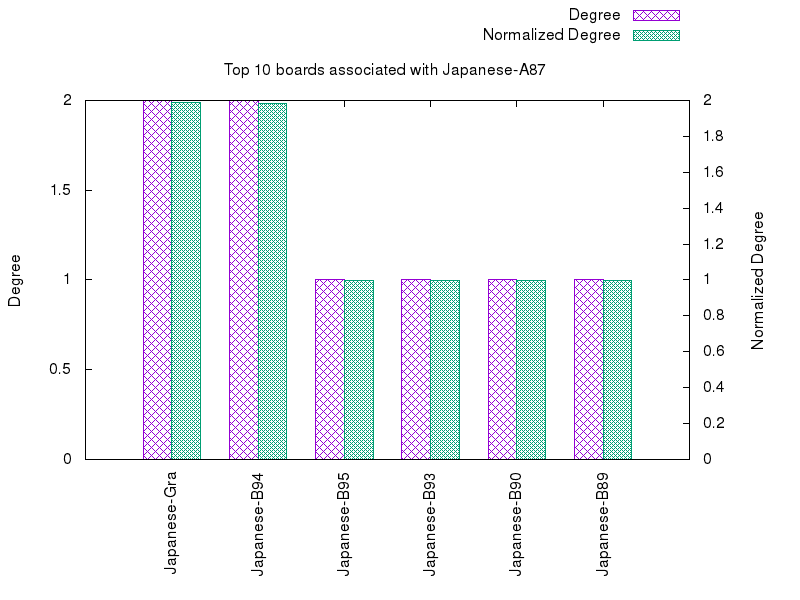 Degree
Normalized Degree
Top 10 boards associated with Japanese-A87
2
1.5
1
0.5
0
2
1.8
1.6
1.4
1.2
1
0.8
0.6
0.4
0.2
0
Degree
Normalized Degree
Japanese-Gra
Japanese-B94
Japanese-B95
Japanese-B93
Japanese-B90
Japanese-B89